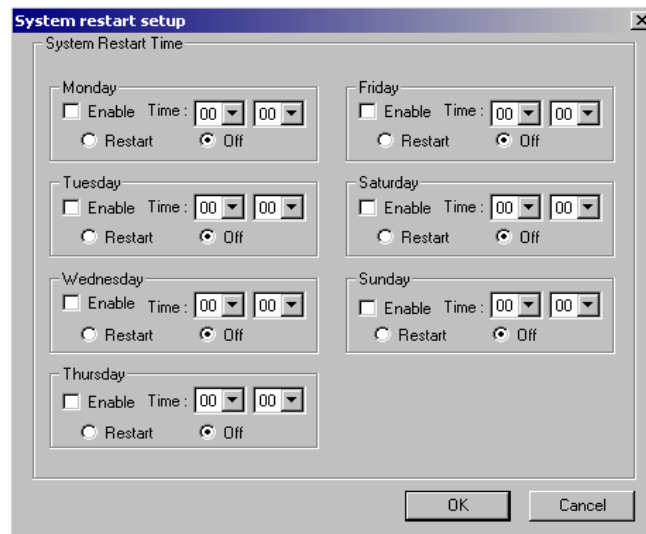 System restart setup
System Restart Time
Monday
Enable Time : 00 00
Restart Off
Tuesday
Enable Time : 00 00
Restart Off
Wednesday
Enable Time : 00 00
Restart Off
Thursday
Enable Time : 00 00
Restart Off
Friday
Enable Time : 00 00
Restart Off
Saturday
Enable Time : 00 00
Restart Off
Sunday
Enable Time : 00 00
Restart Off
OK Cancel